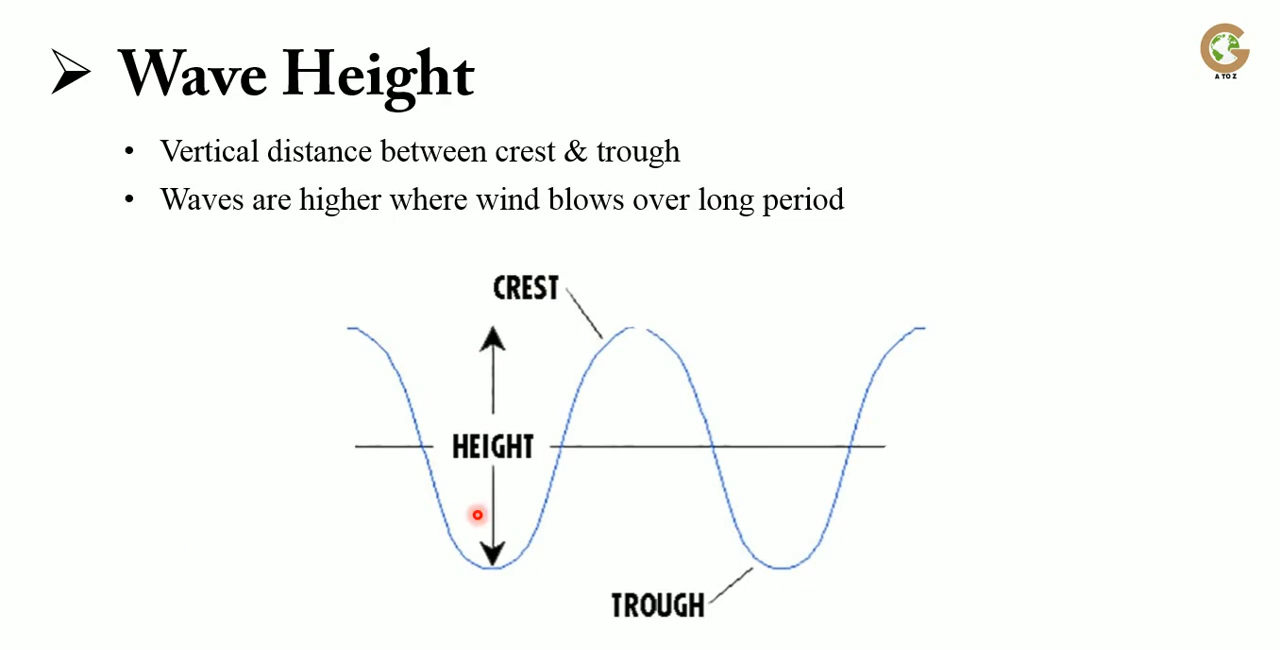 Wave Height
• Vertical distance between crest & trough
• Waves are higher where wind blows over long period
CREST
HEIGHT
TROUGH
G
A TO Z